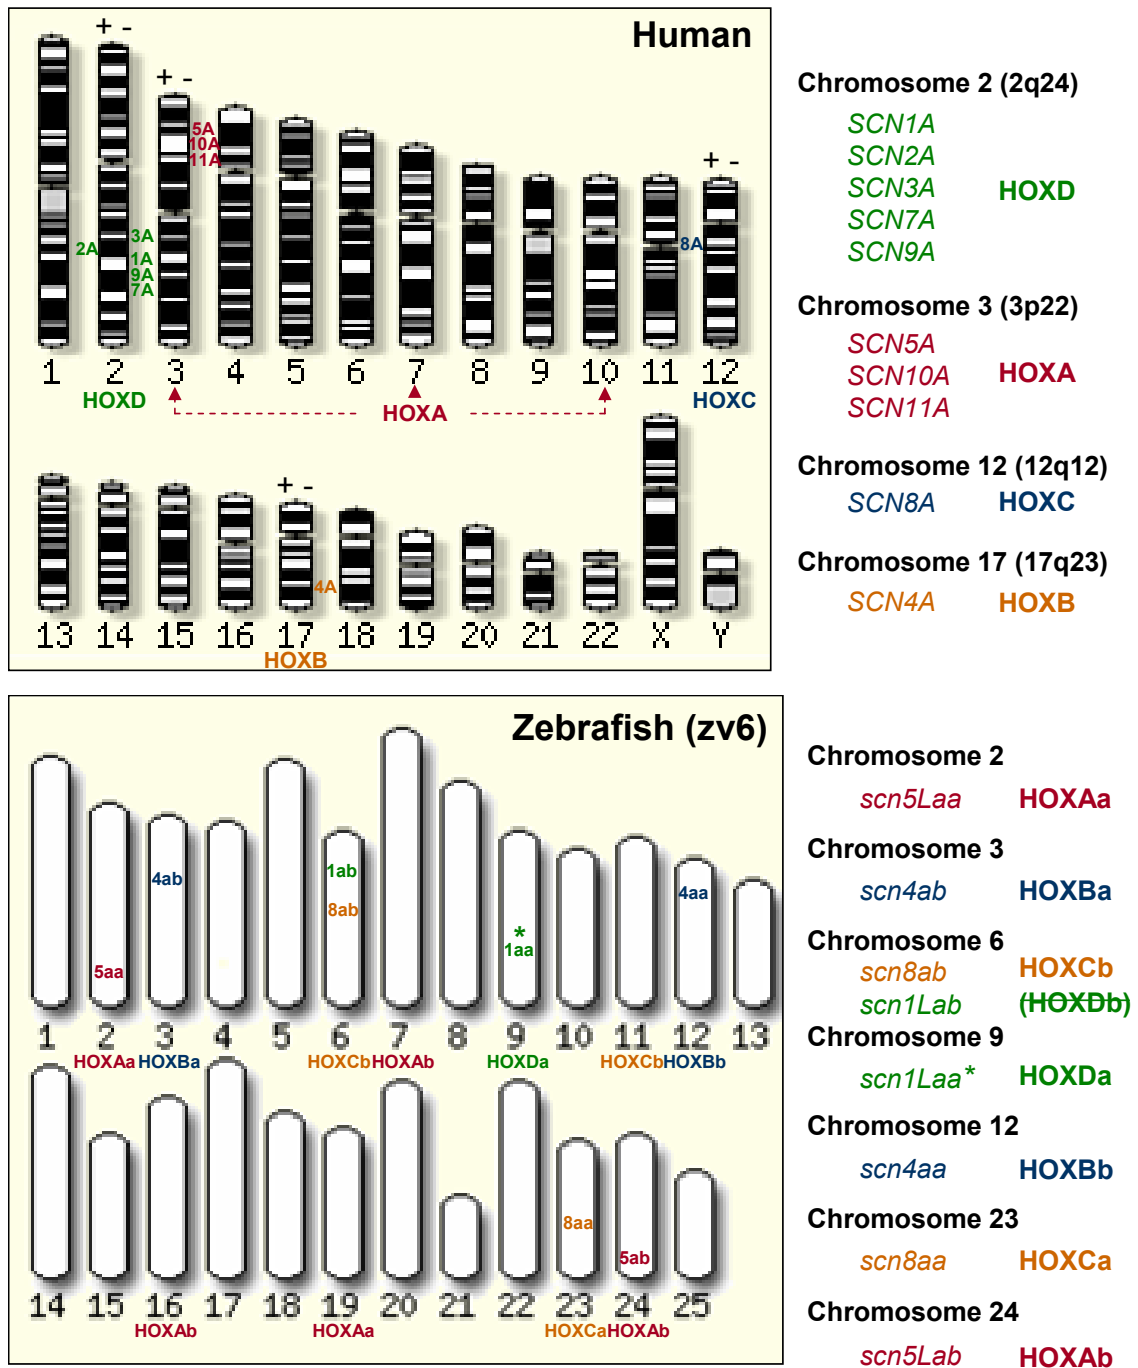 Human
+ -
+ -
5A
10A
11A
+ -
8A
2A
3A
1A
9A
7A
1 2 3 4 5 6 7 8 9 10 11 12
HOXD HOXA HOXC
+ -
4A
13 14 15 16 17 18 19 20 21 22 X Y
HOXB
Chromosome 2 (2q24)
SCN1A
SCN2A
SCN3A HOXD
SCN7A
SCN9A
Chromosome 3 (3p22)
SCN5A
SCN10A HOXA
SCN11A
Chromosome 12 (12q12)
SCN8A HOXC
Chromosome 17 (17q23)
SCN4A HOXB
Zebrafish (zv6)
4ab 1ab 4aa
8ab
*
1aa
5aa
1 2 3 4 5 6 7 8 9 10 11 12 13
HOXAa HOXBa HOXCb HOXAb HOXDa HOXCb HOXBb
8aa
5ab
14 15 16 17 18 19 20 21 22 23 24 25
HOXAb HOXAa HOXCa HOXAb
Chromosome 2
scn5Laa HOXAa
Chromosome 3
scn4ab HOXBa
Chromosome 6
scn8ab HOXCb
scn1Lab (HOXDb)
Chromosome 9
scn1Laa* HOXDa
Chromosome 12
scn4aa HOXBb
Chromosome 23
scn8aa HOXCa
Chromosome 24
scn5Lab HOXAb